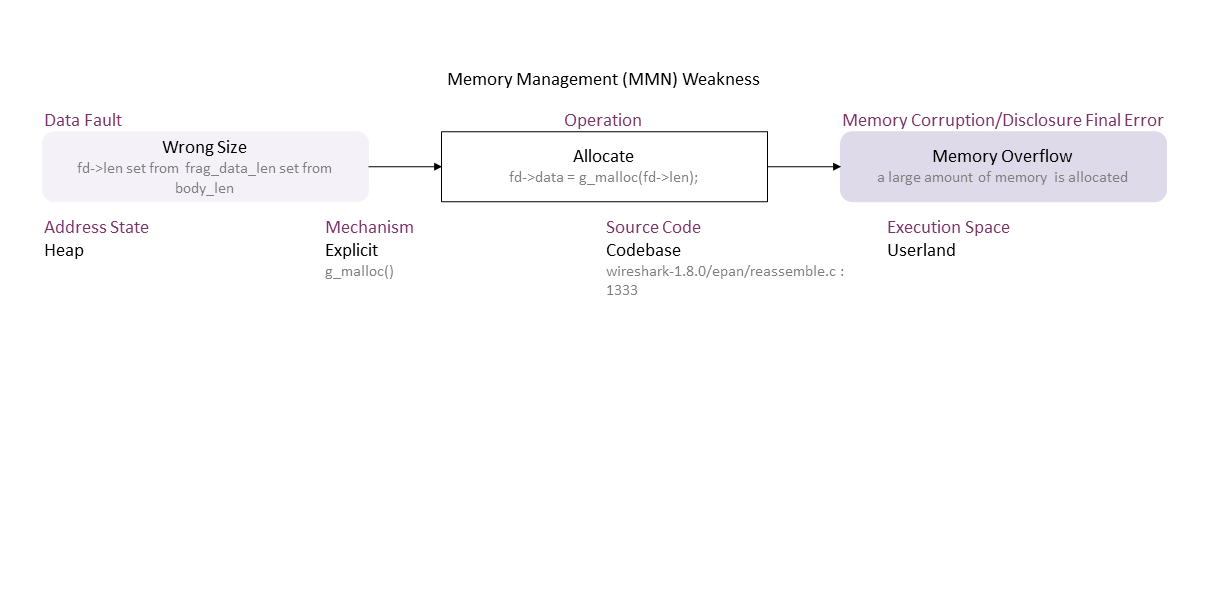 Memory Management (MMN) Weakness
Data Fault
Operation
Memory Corruption/Disclosure Final Error
Wrong Size
fd->len set from frag_data_len set from
body_len
Allocate
fd->data = g_malloc(fd->len);
Memory Overflow
a large amount of memory is allocated
Address State
Heap
Mechanism
Explicit
g_malloc()
Source Code
Codebase
wireshark-1.8.0/epan/reassemble.c :
1333
Execution Space
Userland